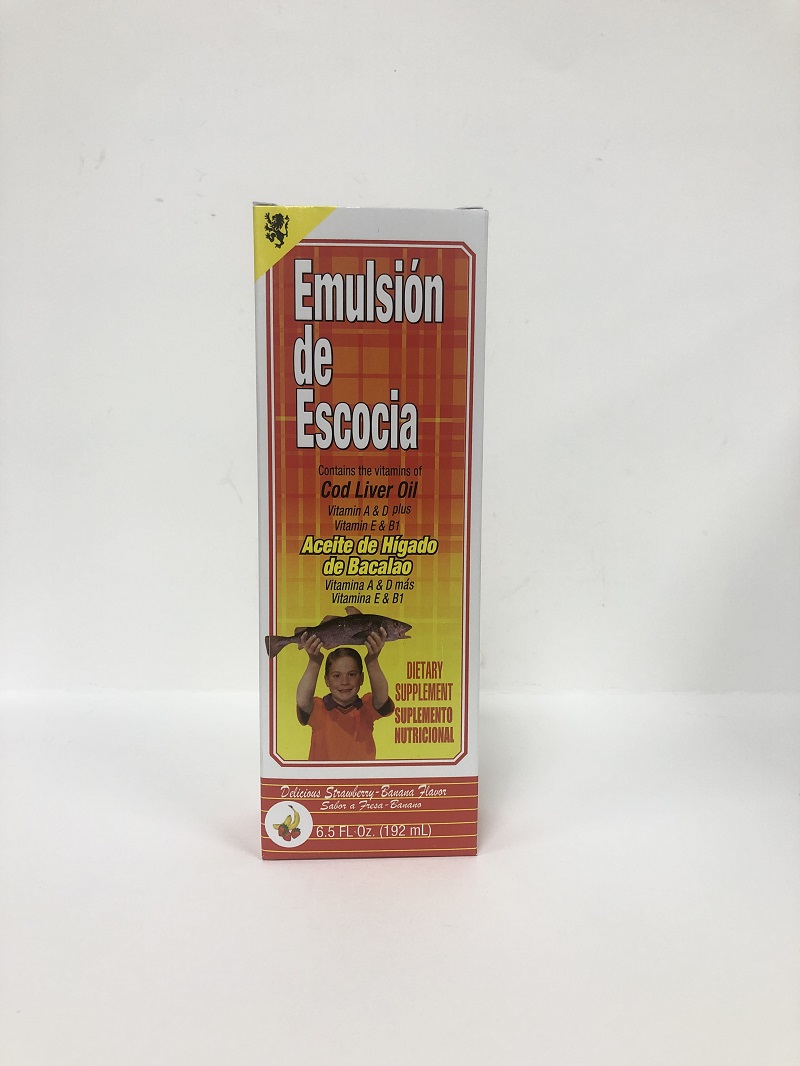 Emulsión
de
Escocia
Contains the vitamins of
Cod Liver Oil
Vitamin A & D plus
Vitamin E & B1
Aceite de Hígado
de Bacalao
Vitamina A & D más
Vitamina E & B1
DIETARY
SUPPLEMENT
SUPLEMENTO
NUTRICIONAL
Delicious Strawberry-Banana Flavor
Sabor a Fresa-Banano
6.5 FL Oz. (192 mL)